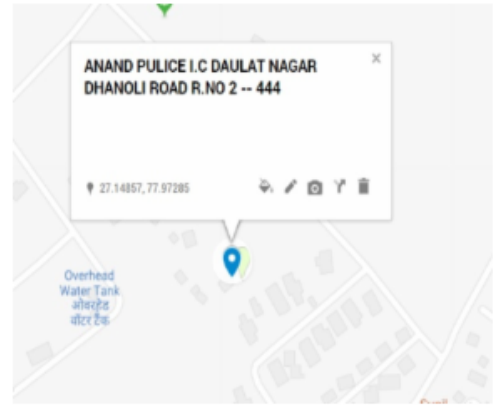 ANAND PULICE I.C DAULAT NAGAR
DHANOLI ROAD R.NO 2 -- 444
27.14857, 77.97285
Overhead
Water Tank
ओवरहेड
वॉटर टैंक